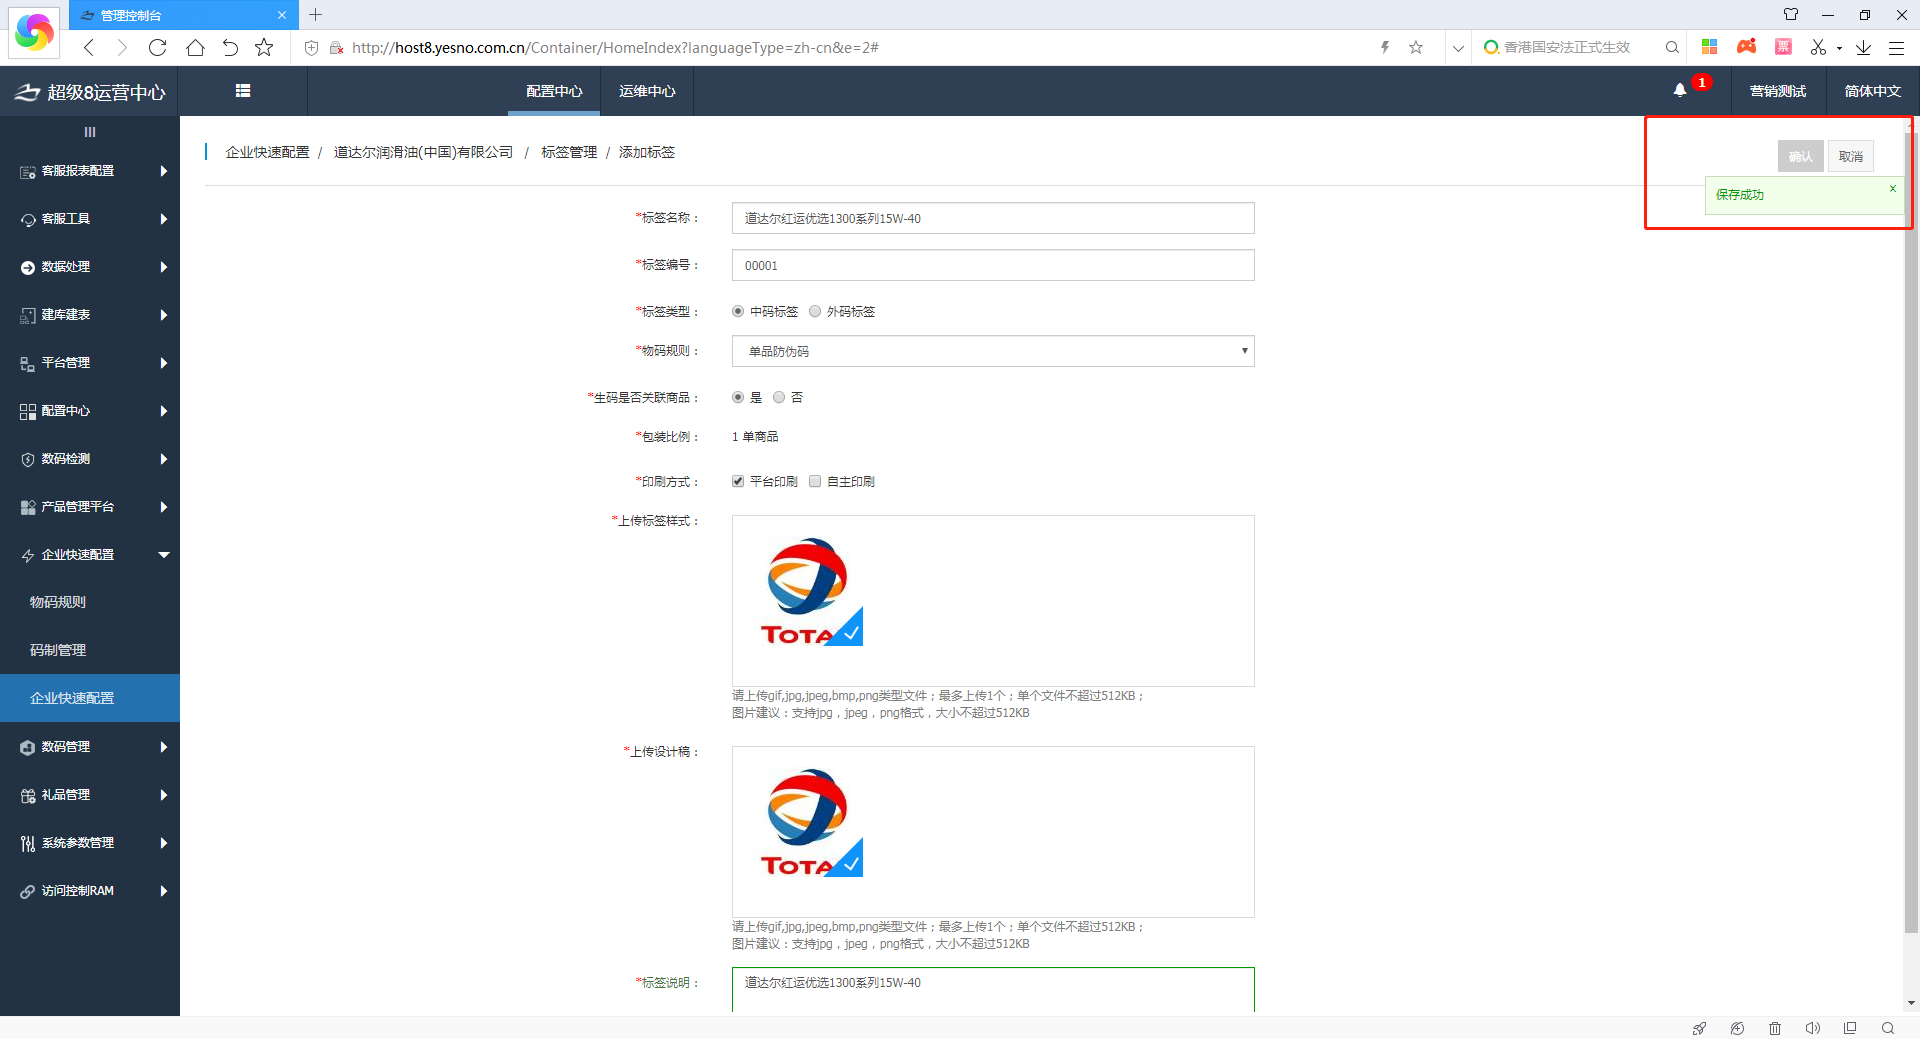 管理控制台
http://host8.yesno.com.cn/Container/HomeIndex?languageType=zh-cn&e=2#
香港国安法正式生效
票
超级8运营中心
配置中心
运维中心
1
营销测试
简体中文
企业快速配置 / 道达尔润滑油(中国)有限公司 / 标签管理 / 添加标签
确认
取消
保存成功
x
客服报表配置
客服工具
数据处理
建库建表
平台管理
配置中心
数码检测
产品管理平台
企业快速配置
物码规则
码制管理
企业快速配置
数码管理
礼品管理
系统参数管理
访问控制RAM
*标签名称：
道达尔红运优选1300系列15W-40
*标签编号：
00001
*标签类型：
中码标签 外码标签
*物码规则：
单品防伪码
*生码是否关联商品：
是 否
*包装比例：
1 单商品
*印刷方式：
平台印刷 自主印刷
*上传标签样式：
TOTA
请上传gif,jpg,jpeg,bmp,png类型文件；最多上传1个；单个文件不超过512KB；
图片建议：支持jpg，jpeg，png格式，大小不超过512KB
*上传设计稿：
TOTA
请上传gif,jpg,jpeg,bmp,png类型文件；最多上传1个；单个文件不超过512KB；
图片建议：支持jpg，jpeg，png格式，大小不超过512KB
*标签说明：
道达尔红运优选1300系列15W-40